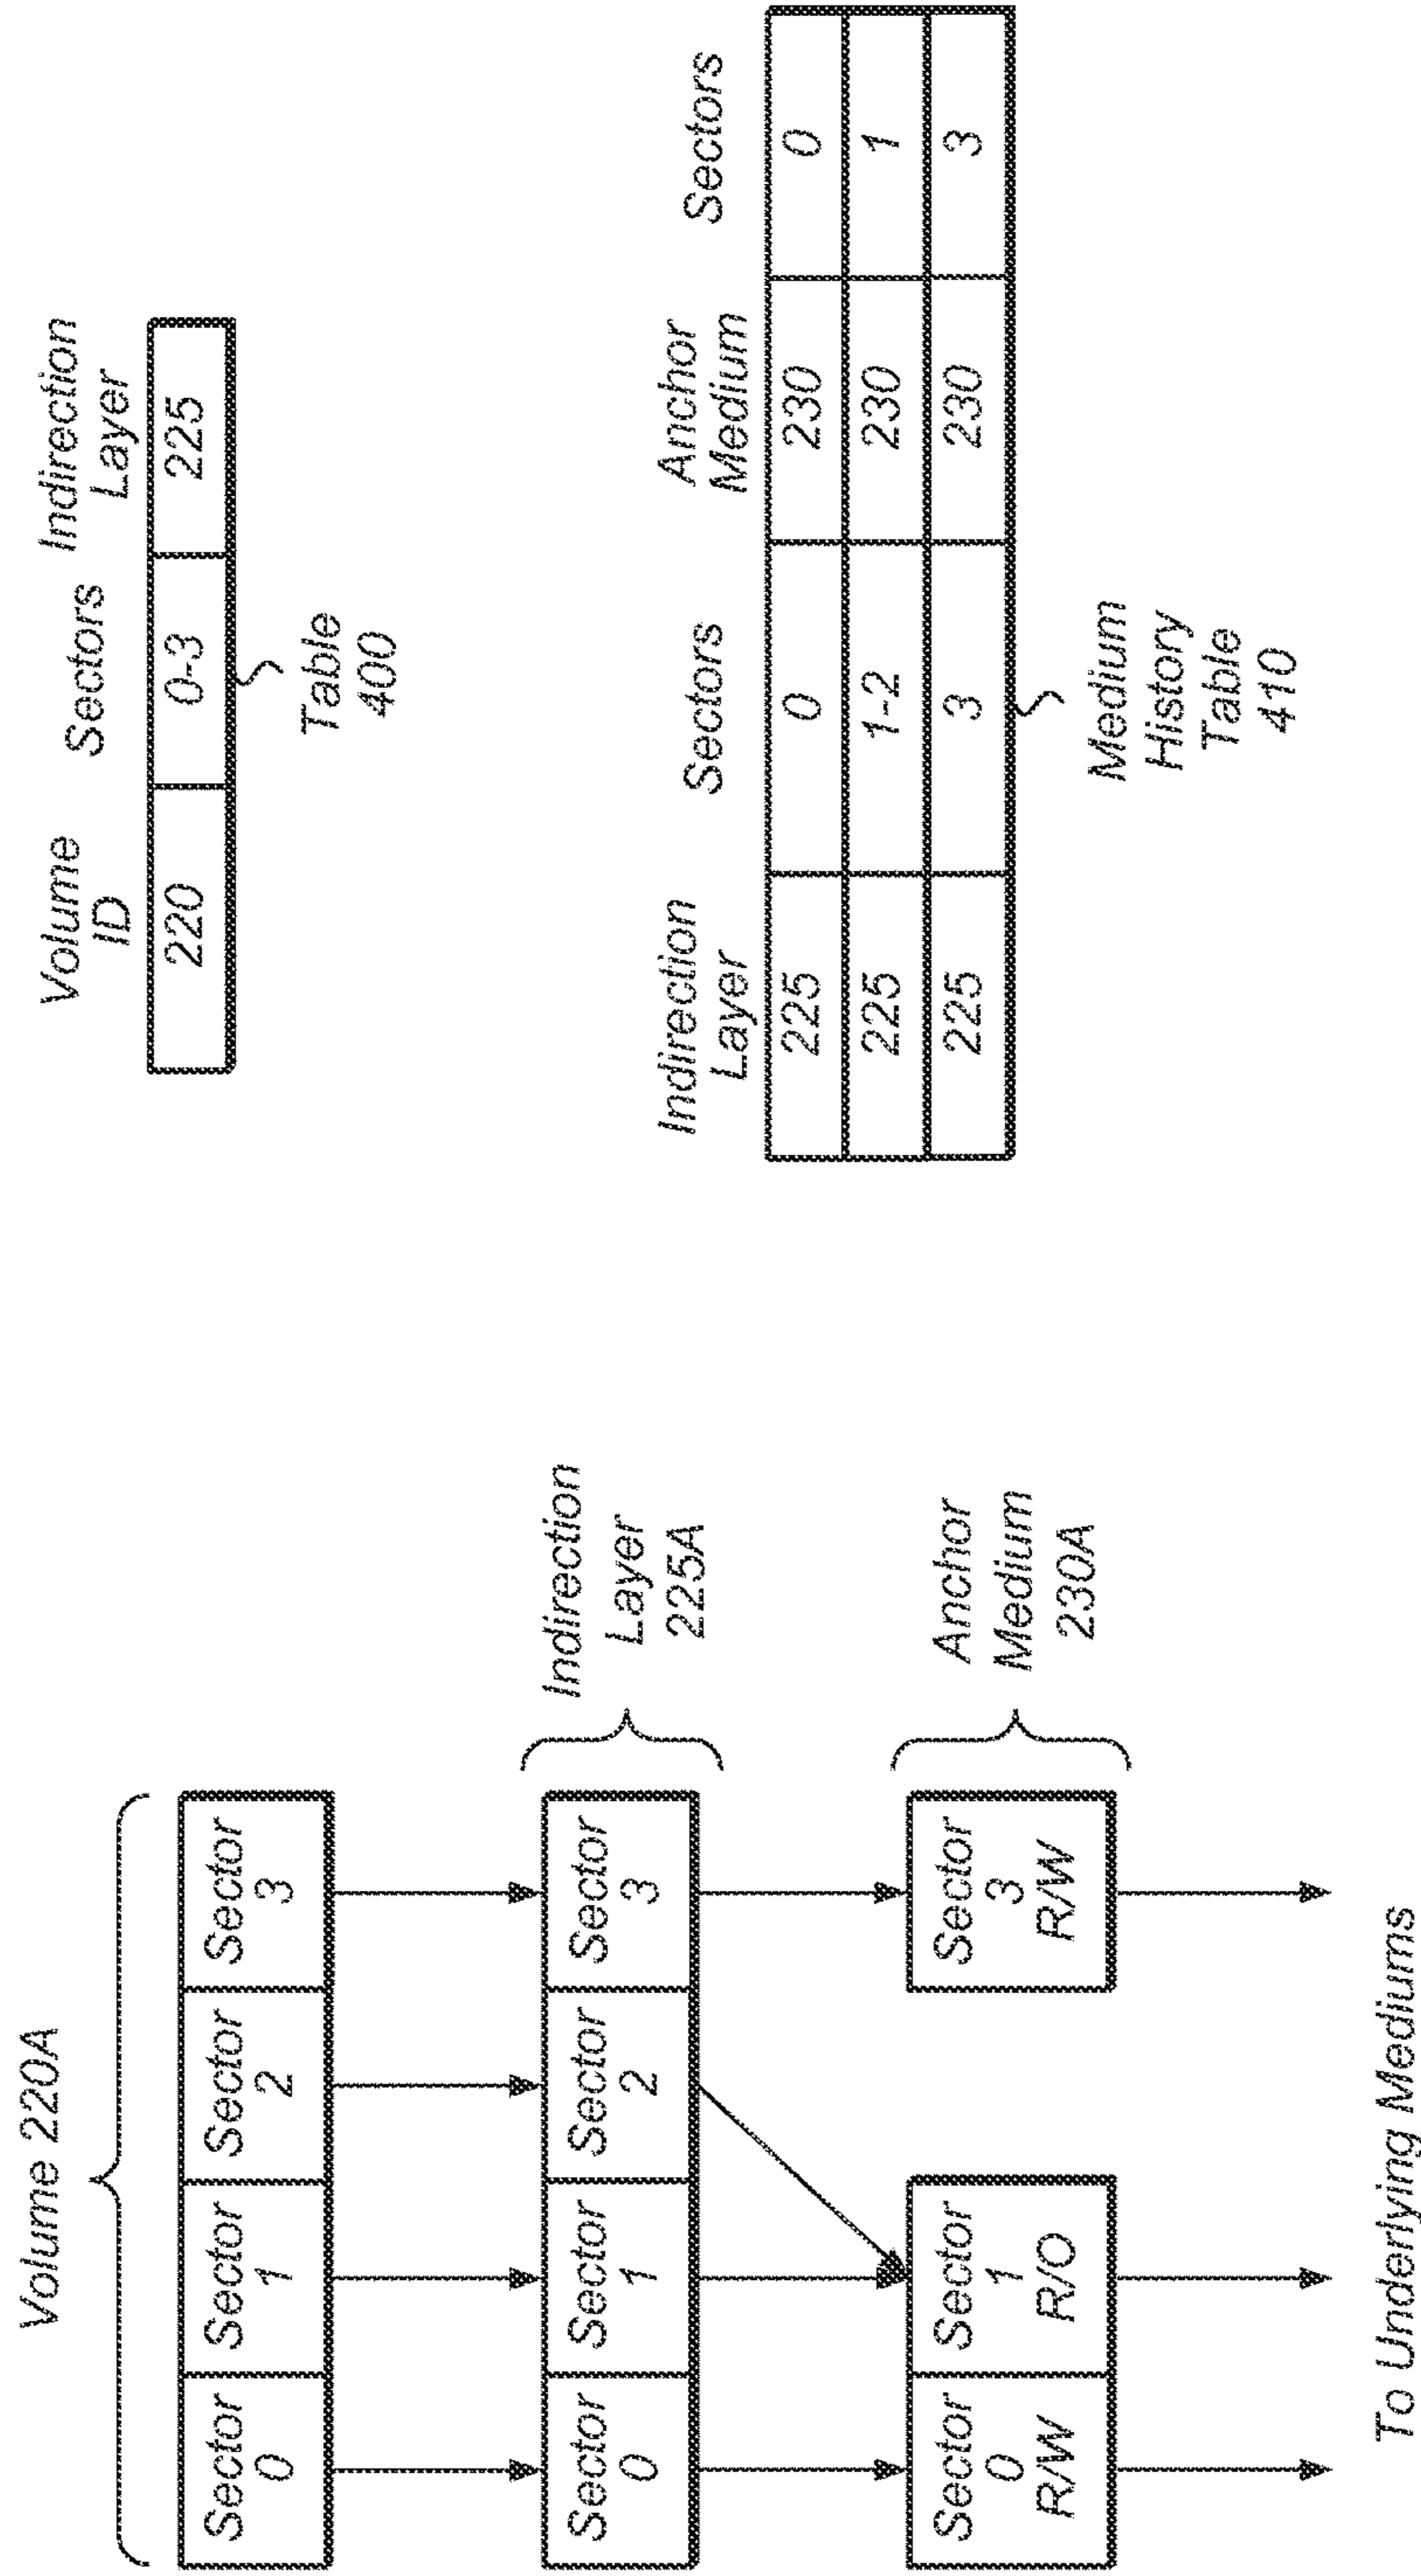 Volume 220A
Sector 0
Sector 1
Sector 2
Sector 3
Sector 0
Sector 1
Sector 2
Sector 3
Indirection
Layer
225A
Sector 0 R/W
Sector 1 R/O
Sector 3 R/W
Anchor
Medium
230A
To Underlying Mediums
Volume ID
Sectors
Indirection Layer
220 0-3 225
Table
400
Indirection Layer
Sectors
Anchor Medium
Sectors
225 0 230 0
225 1-2 230 1
225 3 230 3
Medium
History
Table
410